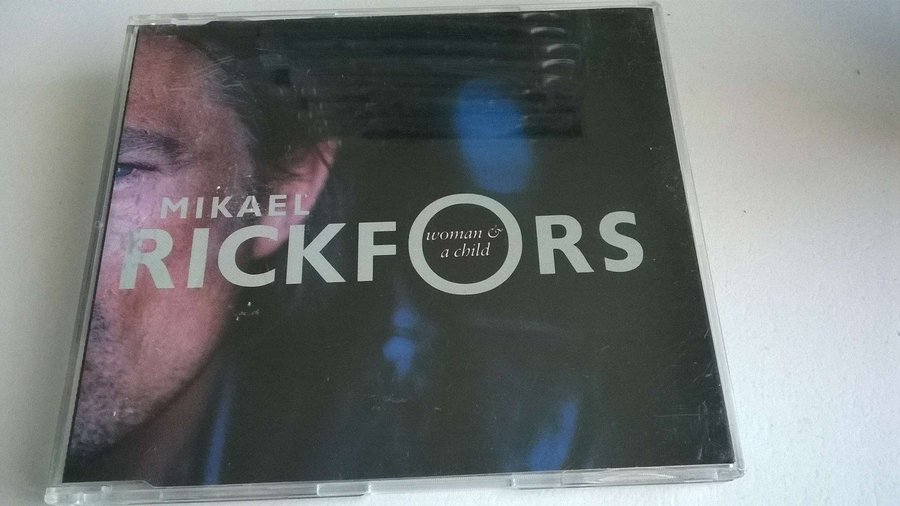 MIKAEL
RICKFORS
woman &
a child